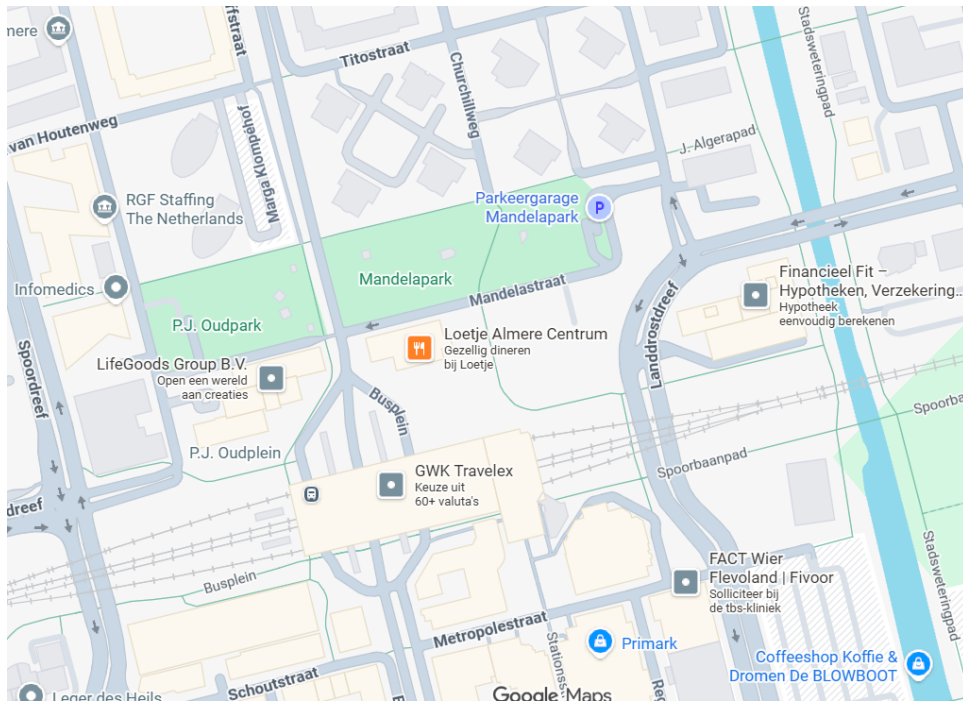 Titostraat
Churchillweg
Stadsweteringpad
van Houtenweg
Marga Klompéhof
J. Algerapad
RGF Staffing
The Netherlands
Parkeergarage
Mandelapark
P
Infomedics
Mandelapark
Mandelastraat
Financieel Fit –
Hypotheken, Verzekering...
Hypotheek
eenvoudig berekenen
P.J. Oudpark
Loetje Almere Centrum
Gezellig dineren
bij Loetje
Landdrostdreef
LifeGoods Group B.V.
Open een wereld
aan creaties
Spoordreef
Busplein
P.J. Oudplein
GWK Travelex
Keuze uit
60+ valuta's
Spoorbaanpad
Spoorba
dreef
Busplein
FACT Wier
Flevoland | Fivoor
Solliciteer bij
de tbs-kliniek
Stadsweteringpad
Metropolestraat
Primark
Stationss
Coffeeshop Koffie &
Dromen De BLOWBOOT
Schoutstraat
Leger des Heils
Google Maps